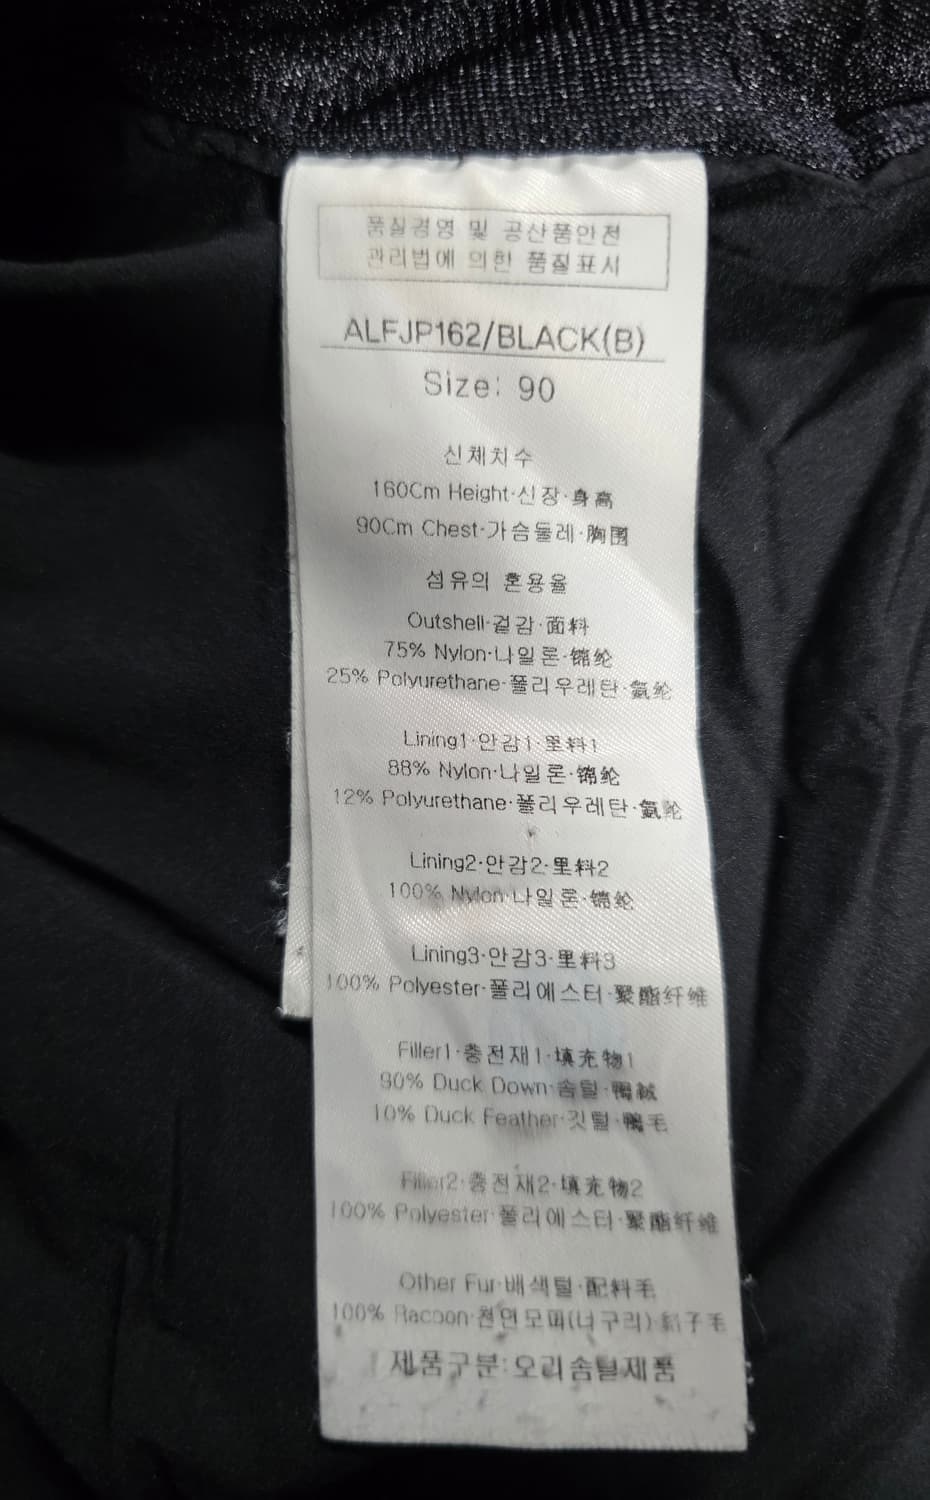 품질경영 및 공산품안전
관리법에 의한 품질표시
ALFJP162/BLACK(B)
Size: 90
신체치수
160Cm Height·신장·身高
90Cm Chest·가슴둘레·胸围
섬유의 혼용율
Outshell·겉감·面料
75% Nylon·나일론·锦纶
25% Polyurethane·폴리우레탄·氨纶
Lining1·안감1·里料1
88% Nylon·나일론·锦纶
12% Polyurethane·폴리우레탄·氨纶
Lining2·안감2·里料2
100% Nylon·나일론·锦纶
Lining3·안감3·里料3
100% Polyester·폴리에스터·聚酯纤维
Filler1·충전재1·填充物1
90% Duck Down·솜털·鸭绒
10% Duck Feather·깃털·鸭毛
Filler2·충전재2·填充物2
100% Polyester·폴리에스터·聚酯纤维
Other Fur·배색털·配料毛
100% Racoon·천연모피(너구리)·貉子毛
제품구분:오리솜털제품